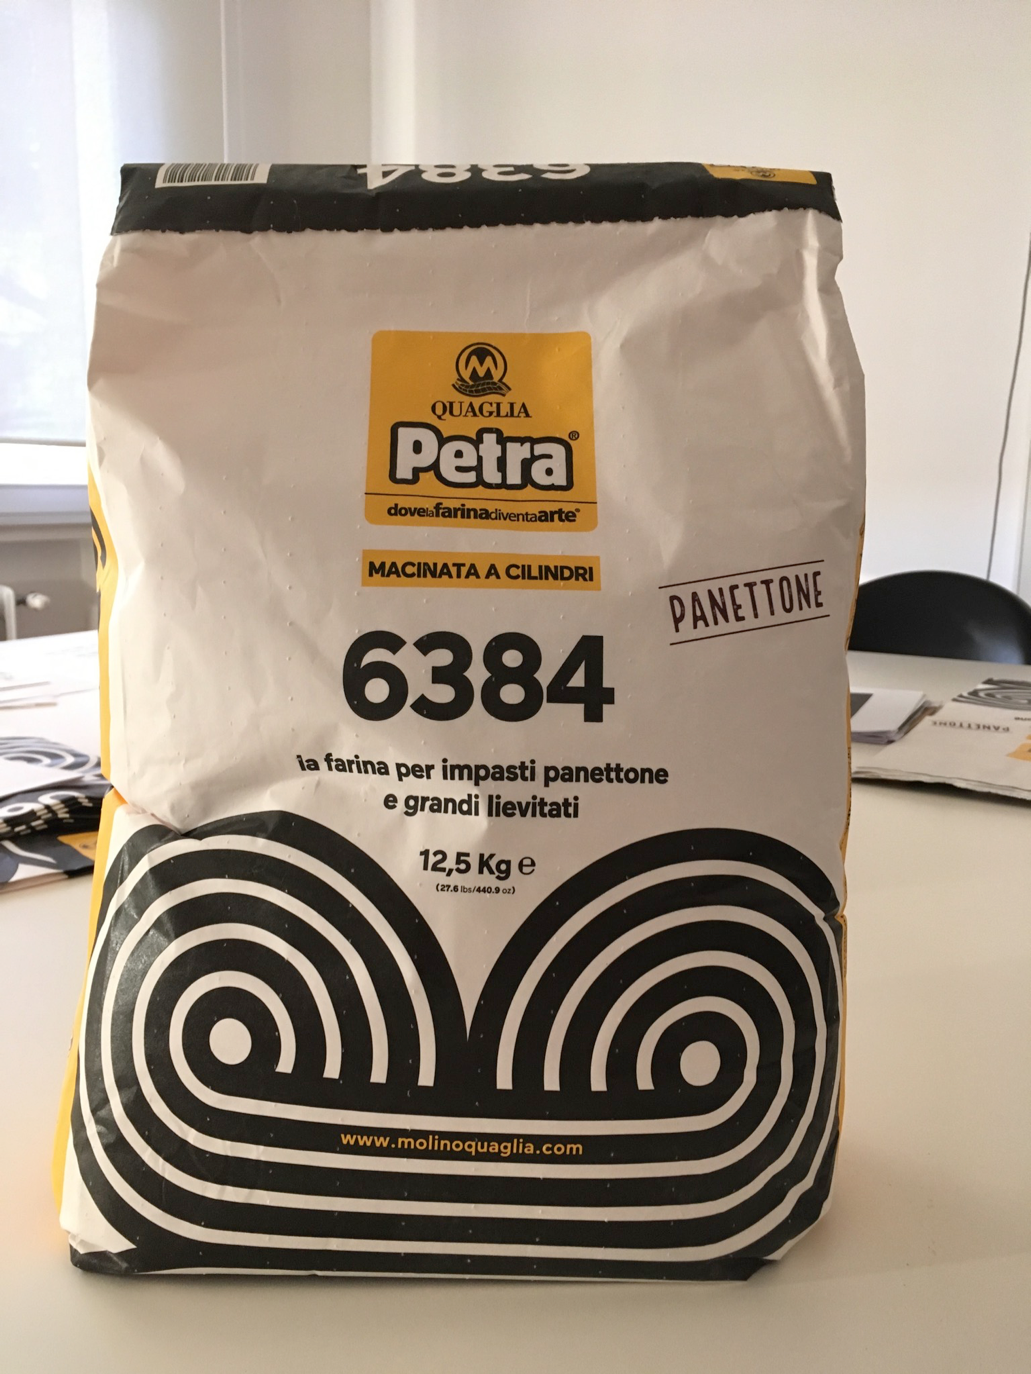 6384
M
QUAGLIA
Petra®
dovelafarinadiventaarte®
MACINATA A CILINDRI
PANETTONE
6384
la farina per impasti panettone
e grandi lievitati
12,5 Kg e
(27.6 lbs/440.9 oz)
www.molinoquaglia.com
PANETTONE